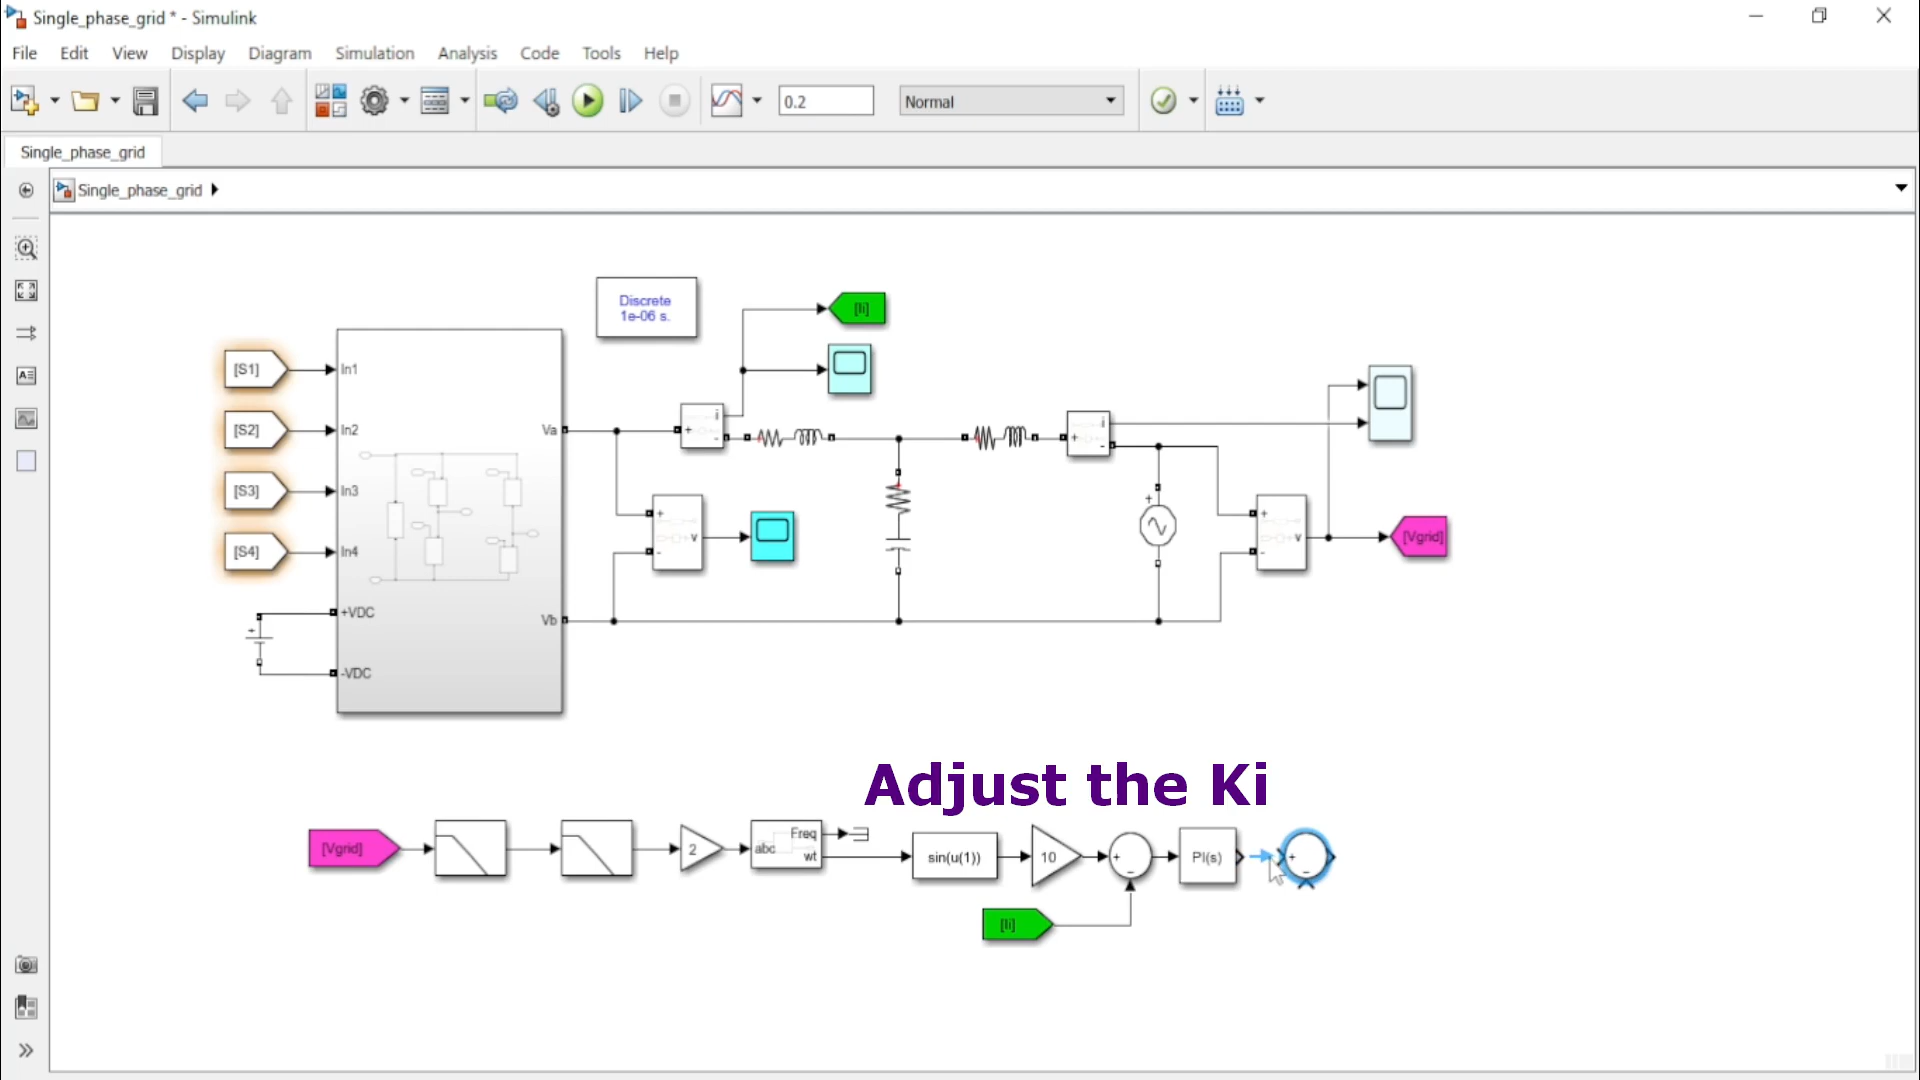 Single_phase_grid * - Simulink
File Edit View Display Diagram Simulation Analysis Code Tools Help
0.2 Normal
Single_phase_grid
Single_phase_grid
Discrete
1e-06 s.
[Ii]
[S1] In1
i
[S2] In2 Va
+ -
+ i -
[S3] In3
+ v -
+
+ v -
[Vgrid]
[S4] In4
+VDC
Vb
+
-VDC
Adjust the Ki
[Vgrid] 2 abc Freq wt sin(u(1)) 10 + - PI(s) + -
[Ii]